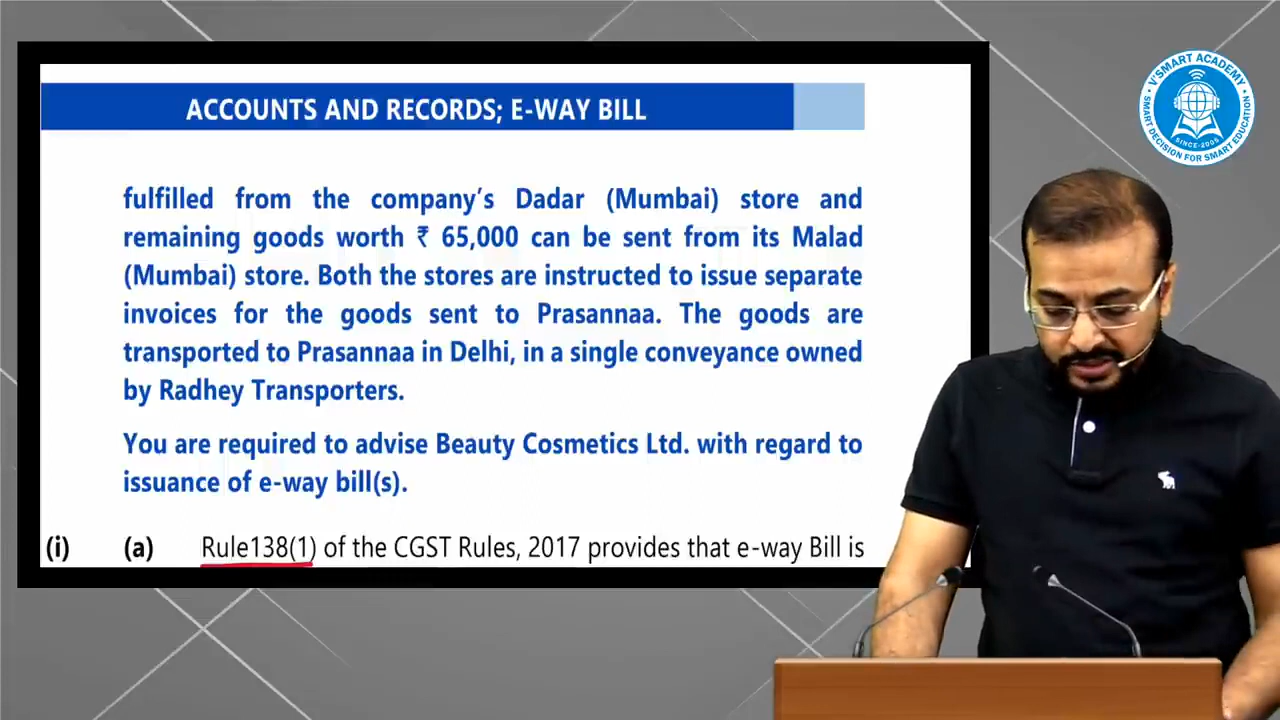 ACCOUNTS AND RECORDS; E-WAY BILL
fulfilled from the company's Dadar (Mumbai) store and
remaining goods worth ₹ 65,000 can be sent from its Malad
(Mumbai) store. Both the stores are instructed to issue separate
invoices for the goods sent to Prasannaa. The goods are
transported to Prasannaa in Delhi, in a single conveyance owned
by Radhey Transporters.
You are required to advise Beauty Cosmetics Ltd. with regard to
issuance of e-way bill(s).
(i) (a) Rule138(1) of the CGST Rules, 2017 provides that e-way Bill is
V'SMART ACADEMY
SMART DECISION FOR SMART EDUCATION
SINCE-2005